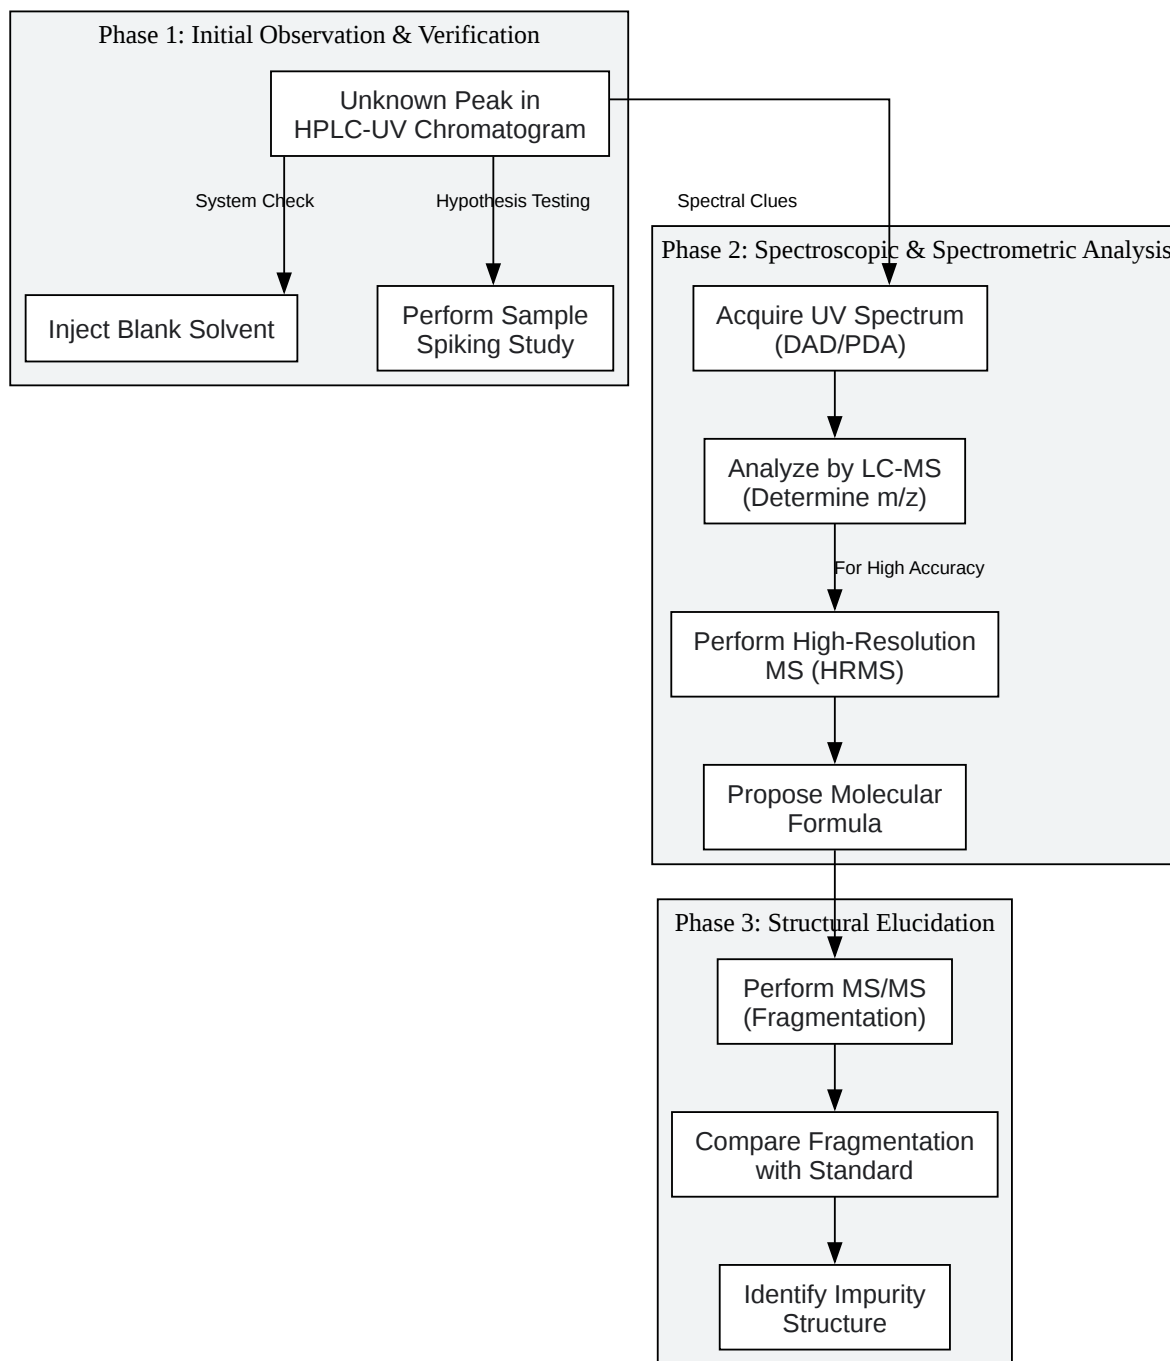 Phase 1: Initial Observation & Verification
Unknown Peak in
HPLC-UV Chromatogram
System Check
Hypothesis Testing
Spectral Clues
Inject Blank Solvent
Perform Sample
Spiking Study
Phase 2: Spectroscopic & Spectrometric Analysis
Acquire UV Spectrum
(DAD/PDA)
Analyze by LC-MS
(Determine m/z)
For High Accuracy
Perform High-Resolution
MS (HRMS)
Propose Molecular
Formula
Phase 3: Structural Elucidation
Perform MS/MS
(Fragmentation)
Compare Fragmentation
with Standard
Identify Impurity
Structure